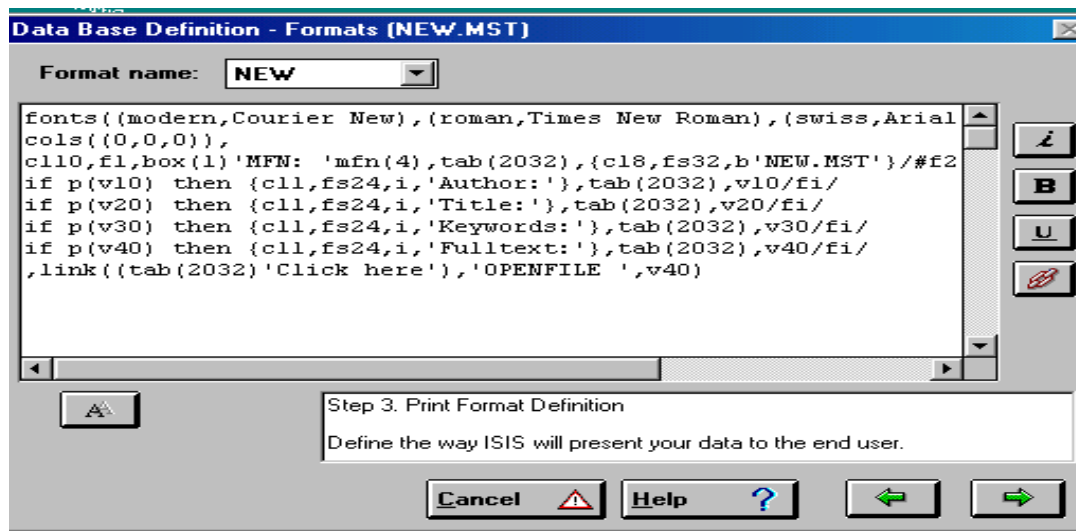 Data Base Definition - Formats (NEW.MST)
Format name: NEW
fonts((modern,Courier New),(roman,Times New Roman),(swiss,Arial
cols((0,0,0)),
cl10,f1,box(1)'MFN: 'mfn(4),tab(2032),{cl8,fs32,b'NEW.MST'}/#f2
if p(v10) then {cl1,fs24,i,'Author:'},tab(2032),v10/fi/
if p(v20) then {cl1,fs24,i,'Title:'},tab(2032),v20/fi/
if p(v30) then {cl1,fs24,i,'Keywords:'},tab(2032),v30/fi/
if p(v40) then {cl1,fs24,i,'Fulltext:'},tab(2032),v40/fi/
,link((tab(2032)'Click here'),'OPENFILE ',v40)
i
B
U
A
Step 3. Print Format Definition
Define the way ISIS will present your data to the end user.
Cancel Help ?